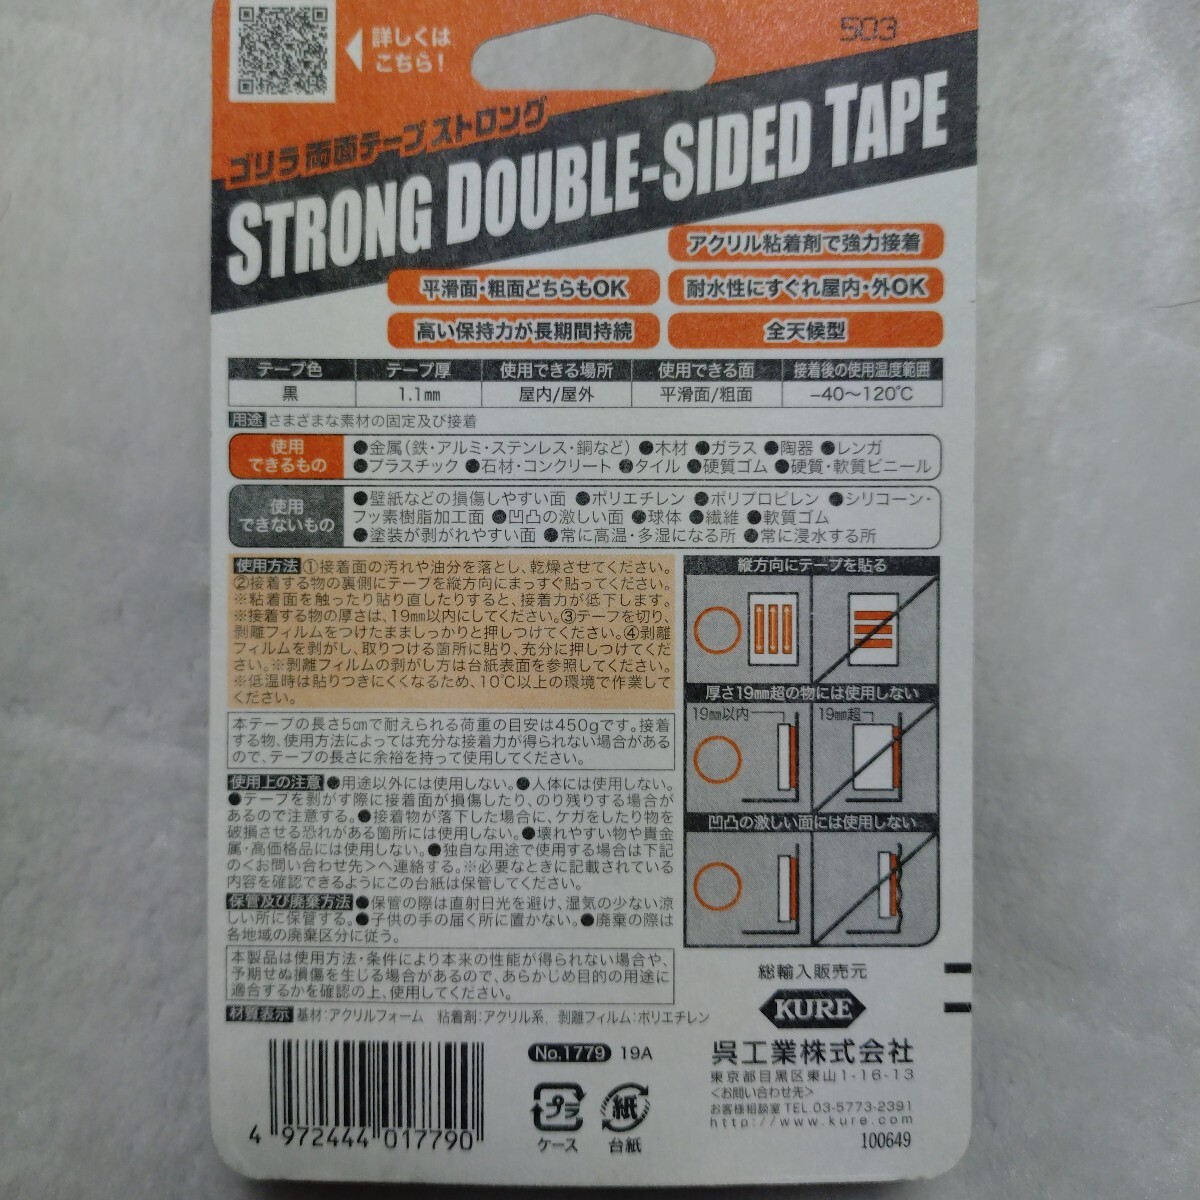 503
詳しくは
こちら!
ゴリラ 両面テープ ストロング
STRONG DOUBLE-SIDED TAPE
アクリル粘着剤で強力接着
平滑面・粗面どちらもOK
耐水性にすぐれ屋内・外OK
高い保持力が長期間持続
全天候型
テープ色 テープ厚 使用できる場所 使用できる面 接着後の使用温度範囲
黒 1.1mm 屋内/屋外 平滑面/粗面 −40〜120℃
用途 さまざまな素材の固定及び接着
使用
できるもの
●金属(鉄・アルミ・ステンレス・銅など) ●木材 ●ガラス ●陶器 ●レンガ
●プラスチック ●石材・コンクリート ●タイル ●硬質ゴム ●硬質・軟質ビニール
使用
できないもの
●壁紙などの損傷しやすい面 ●ポリエチレン ●ポリプロピレン ●シリコーン・
フッ素樹脂加工面 ●凹凸の激しい面 ●球体 ●繊維 ●軟質ゴム
●塗装が剥がれやすい面 ●常に高温・多湿になる所 ●常に浸水する所
使用方法 ①接着面の汚れや油分を落とし、乾燥させてください。
②接着する物の裏側にテープを縦方向にまっすぐ貼ってください。
※粘着面を触ったり貼り直したりすると、接着力が低下します。
※接着する物の厚さは、19mm以内にしてください。③テープを切り、
剥離フィルムをつけたまましっかりと押しつけてください。④剥離
フィルムを剥がし、取りつける箇所に貼り、充分に押しつけてくだ
さい。※剥離フィルムの剥がし方は台紙表面を参照してください。
※低温時は貼りつきにくくなるため、10℃以上の環境で作業して
ください。
本テープの長さ5cmで耐えられる荷重の目安は450gです。接着
する物、使用方法によっては充分な接着力が得られない場合がある
ので、テープの長さに余裕を持って使用してください。
使用上の注意 ●用途以外には使用しない。●人体には使用しない。
●テープを剥がす際に接着面が損傷したり、のり残りする場合が
あるので注意する。●接着物が落下した場合に、ケガをしたり物を
破損させる恐れがある箇所には使用しない。●壊れやすい物や貴金
属・高価格品には使用しない。●独自な用途で使用する場合は下記
の<お問い合わせ先>へ連絡する。※必要なときに記載されている
内容を確認できるようにこの台紙は保管してください。
保管及び廃棄方法 ●保管の際は直射日光を避け、湿気の少ない涼
しい所に保管する。●子供の手の届く所に置かない。●廃棄の際は
各地域の廃棄区分に従う。
本製品は使用方法・条件により本来の性能が得られない場合や、
予期せぬ損傷を生じる場合があるので、あらかじめ目的の用途に
適合するかを確認の上、使用してください。
材質表示 基材:アクリルフォーム 粘着剤:アクリル系、剥離フィルム:ポリエチレン
縦方向にテープを貼る
厚さ19mm超の物には使用しない
19mm以内 19mm超
凹凸の激しい面には使用しない
総輸入販売元
KURE
呉工業株式会社
東京都目黒区東山1-16-13
<お問い合わせ先>
お客様相談室 TEL.03-5773-2391
http://www.kure.com
100649
No.1779 19A
プラ
ケース
紙
台紙
4 972444 017790